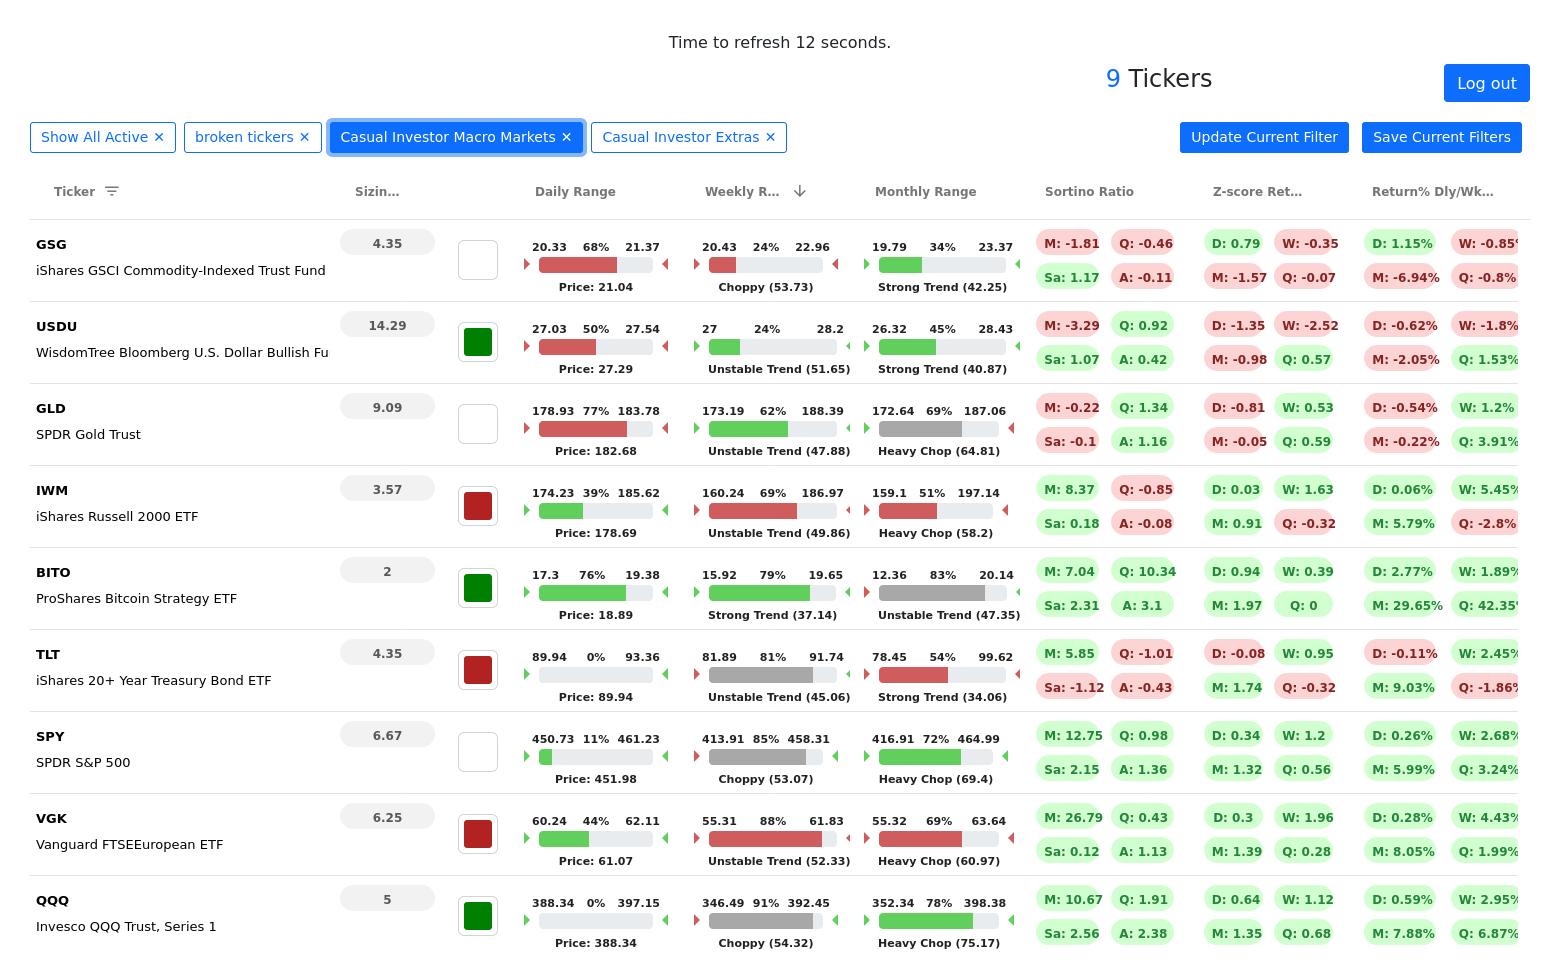 Time to refresh 12 seconds.
9 Tickers
Log out
Show All Active ✕ broken tickers ✕ Casual Investor Macro Markets ✕ Casual Investor Extras ✕ Update Current Filter Save Current Filters
Ticker Sizin... Daily Range Weekly R... Monthly Range Sortino Ratio Z-score Ret... Return% Dly/Wk...
GSG 4.35 20.33 68% 21.37 20.43 24% 22.96 19.79 34% 23.37 M: -1.81 Q: -0.46 D: 0.79 W: -0.35 D: 1.15% W: -0.85%
iShares GSCI Commodity-Indexed Trust Fund Sa: 1.17 A: -0.11 M: -1.57 Q: -0.07 M: -6.94% Q: -0.8%
Price: 21.04 Choppy (53.73) Strong Trend (42.25)
USDU 14.29 27.03 50% 27.54 27 24% 28.2 26.32 45% 28.43 M: -3.29 Q: 0.92 D: -1.35 W: -2.52 D: -0.62% W: -1.8%
WisdomTree Bloomberg U.S. Dollar Bullish Fu Sa: 1.07 A: 0.42 M: -0.98 Q: 0.57 M: -2.05% Q: 1.53%
Price: 27.29 Unstable Trend (51.65) Strong Trend (40.87)
GLD 9.09 178.93 77% 183.78 173.19 62% 188.39 172.64 69% 187.06 M: -0.22 Q: 1.34 D: -0.81 W: 0.53 D: -0.54% W: 1.2%
SPDR Gold Trust Sa: -0.1 A: 1.16 M: -0.05 Q: 0.59 M: -0.22% Q: 3.91%
Price: 182.68 Unstable Trend (47.88) Heavy Chop (64.81)
IWM 3.57 174.23 39% 185.62 160.24 69% 186.97 159.1 51% 197.14 M: 8.37 Q: -0.85 D: 0.03 W: 1.63 D: 0.06% W: 5.45%
iShares Russell 2000 ETF Sa: 0.18 A: -0.08 M: 0.91 Q: -0.32 M: 5.79% Q: -2.8%
Price: 178.69 Unstable Trend (49.86) Heavy Chop (58.2)
BITO 2 17.3 76% 19.38 15.92 79% 19.65 12.36 83% 20.14 M: 7.04 Q: 10.34 D: 0.94 W: 0.39 D: 2.77% W: 1.89%
ProShares Bitcoin Strategy ETF Sa: 2.31 A: 3.1 M: 1.97 Q: 0 M: 29.65% Q: 42.35%
Price: 18.89 Strong Trend (37.14) Unstable Trend (47.35)
TLT 4.35 89.94 0% 93.36 81.89 81% 91.74 78.45 54% 99.62 M: 5.85 Q: -1.01 D: -0.08 W: 0.95 D: -0.11% W: 2.45%
iShares 20+ Year Treasury Bond ETF Sa: -1.12 A: -0.43 M: 1.74 Q: -0.32 M: 9.03% Q: -1.86%
Price: 89.94 Unstable Trend (45.06) Strong Trend (34.06)
SPY 6.67 450.73 11% 461.23 413.91 85% 458.31 416.91 72% 464.99 M: 12.75 Q: 0.98 D: 0.34 W: 1.2 D: 0.26% W: 2.68%
SPDR S&P 500 Sa: 2.15 A: 1.36 M: 1.32 Q: 0.56 M: 5.99% Q: 3.24%
Price: 451.98 Choppy (53.07) Heavy Chop (69.4)
VGK 6.25 60.24 44% 62.11 55.31 88% 61.83 55.32 69% 63.64 M: 26.79 Q: 0.43 D: 0.3 W: 1.96 D: 0.28% W: 4.43%
Vanguard FTSEEuropean ETF Sa: 0.12 A: 1.13 M: 1.39 Q: 0.28 M: 8.05% Q: 1.99%
Price: 61.07 Unstable Trend (52.33) Heavy Chop (60.97)
QQQ 5 388.34 0% 397.15 346.49 91% 392.45 352.34 78% 398.38 M: 10.67 Q: 1.91 D: 0.64 W: 1.12 D: 0.59% W: 2.95%
Invesco QQQ Trust, Series 1 Sa: 2.56 A: 2.38 M: 1.35 Q: 0.68 M: 7.88% Q: 6.87%
Price: 388.34 Choppy (54.32) Heavy Chop (75.17)